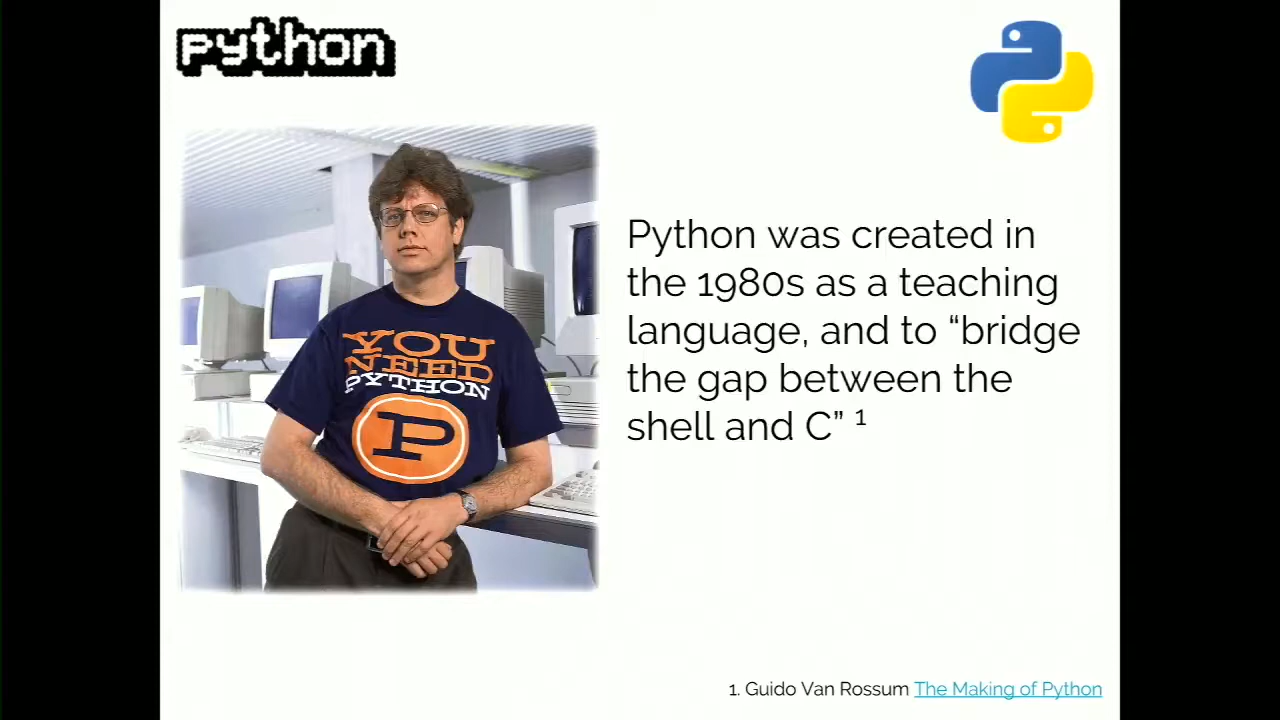 python
YOU
NEED
PYTHON
P
Python was created in
the 1980s as a teaching
language, and to “bridge
the gap between the
shell and C” 1
1. Guido Van Rossum The Making of Python